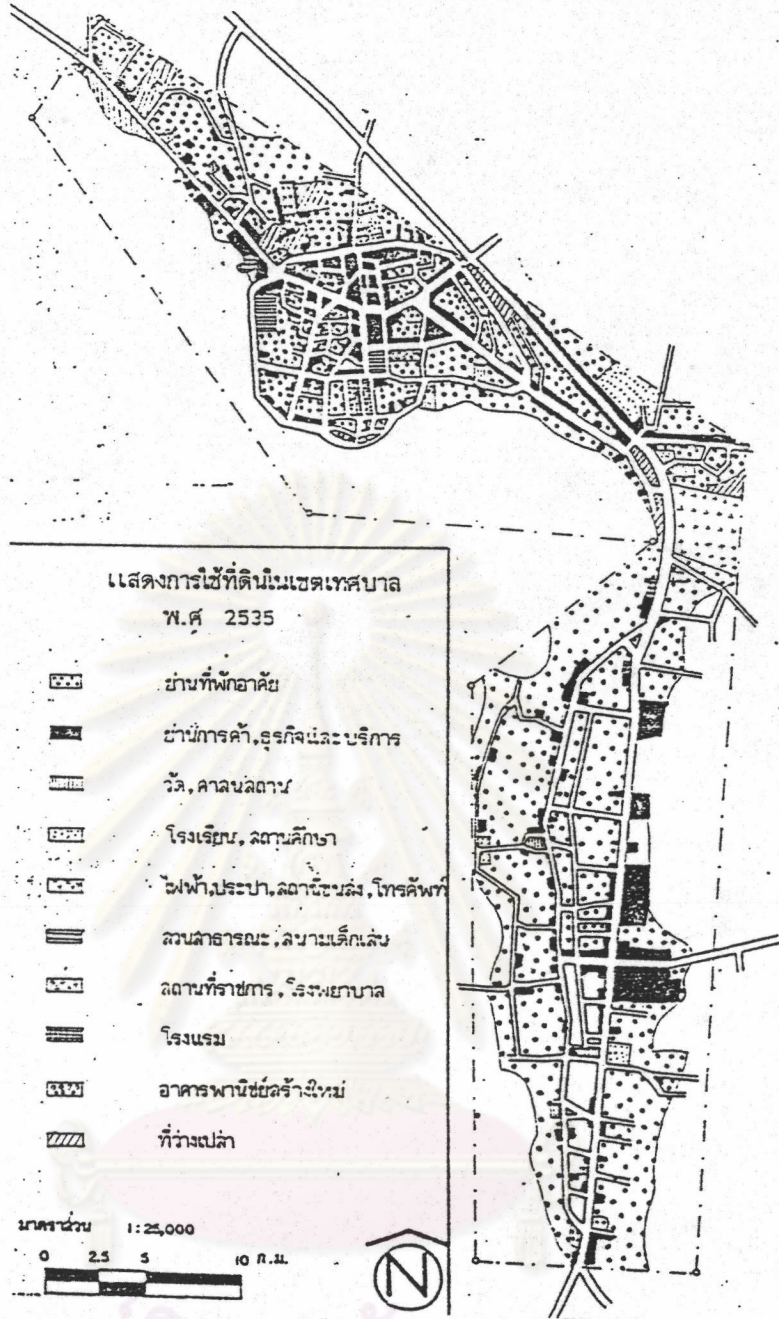 แสดงการใช้ที่ดินในเขตเทศบาล
พ.ศ 2535
ย่านที่พักอาศัย
ย่านการค้า,ธุรกิจและบริการ
วัด,ศาสนสถาน
โรงเรียน,สถานศึกษา
ไฟฟ้า,ประปา,สถานีขนส่ง,โทรศัพท์
สวนสาธารณะ,สนามเด็กเล่น
สถานที่ราชการ,โรงพยาบาล
โรงแรม
อาคารพาณิชย์สร้างใหม่
ที่ว่างเปล่า
มาตราส่วน 1:25,000
0 2.5 5 10 ก.ม.
N